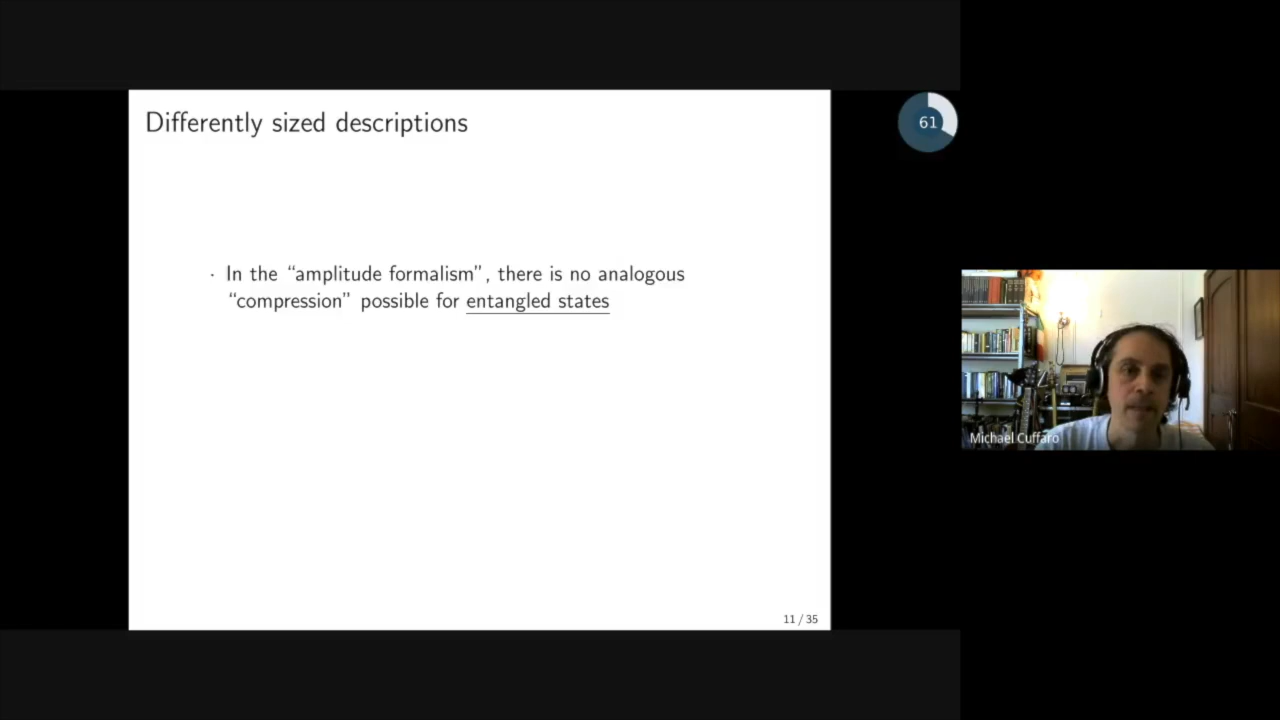 Differently sized descriptions
61
· In the “amplitude formalism”, there is no analogous
“compression” possible for entangled states
Michael Cuffaro
11 / 35